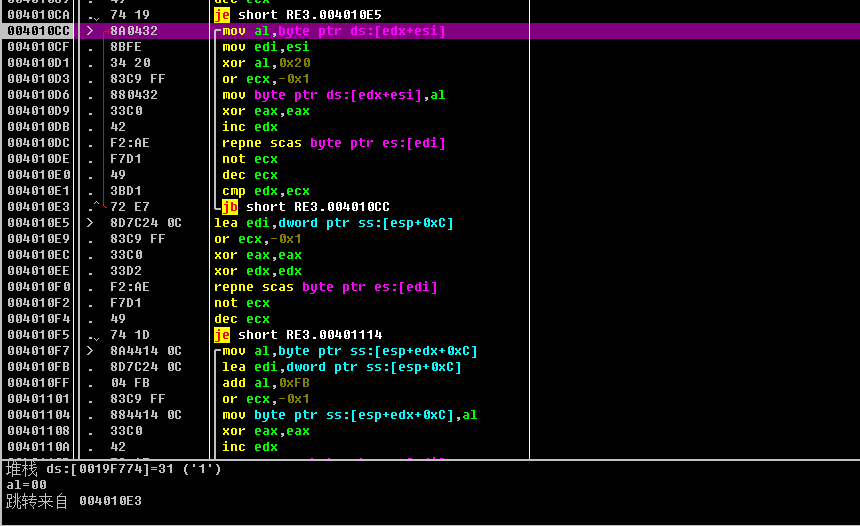 004010CA . 74 19 je short RE3.004010E5
004010CC > 8A0432 mov al,byte ptr ds:[edx+esi]
004010CF . 8BFE mov edi,esi
004010D1 . 34 20 xor al,0x20
004010D3 . 83C9 FF or ecx,-0x1
004010D6 . 880432 mov byte ptr ds:[edx+esi],al
004010D9 . 33C0 xor eax,eax
004010DB . 42 inc edx
004010DC . F2:AE repne scas byte ptr es:[edi]
004010DE . F7D1 not ecx
004010E0 . 49 dec ecx
004010E1 . 3BD1 cmp edx,ecx
004010E3 .^ 72 E7 jb short RE3.004010CC
004010E5 > 8D7C24 0C lea edi,dword ptr ss:[esp+0xC]
004010E9 . 83C9 FF or ecx,-0x1
004010EC . 33C0 xor eax,eax
004010EE . 33D2 xor edx,edx
004010F0 . F2:AE repne scas byte ptr es:[edi]
004010F2 . F7D1 not ecx
004010F4 . 49 dec ecx
004010F5 . 74 1D je short RE3.00401114
004010F7 > 8A4414 0C mov al,byte ptr ss:[esp+edx+0xC]
004010FB . 8D7C24 0C lea edi,dword ptr ss:[esp+0xC]
004010FF . 04 FB add al,0xFB
00401101 . 83C9 FF or ecx,-0x1
00401104 . 884414 0C mov byte ptr ss:[esp+edx+0xC],al
00401108 . 33C0 xor eax,eax
0040110A . 42 inc edx
堆栈 ds:[0019F774]=31 ('1')
al=00
跳转来自 004010E3